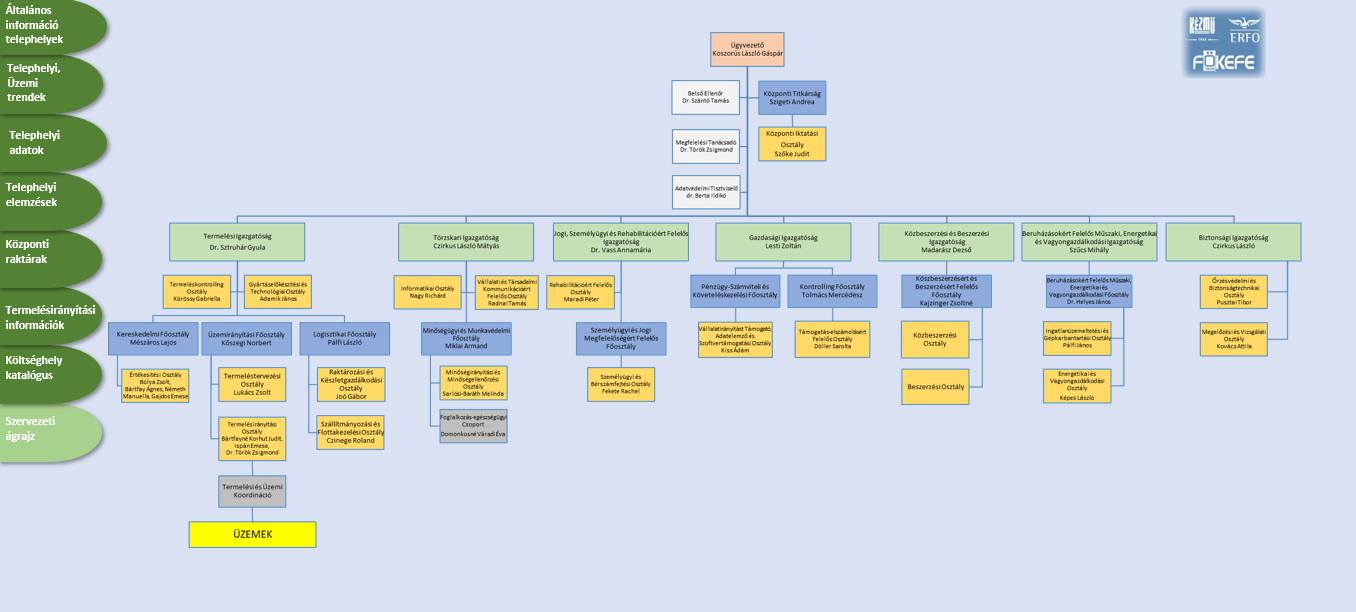 Általános
információ
telephelyek
Telephelyi,
Üzemi
trendek
Telephelyi
adatok
Telephelyi
elemzések
Központi
raktárak
Termelésirányítási
információk
Költséghely
katalógus
Szervezeti
ágrajz
KÉZMŰ
ERFO
FŐKEFE
Ügyvezető
Koszorús László Gáspár
Belső Ellenőr
Dr. Szántó Tamás
Központi Titkárság
Szigeti Andrea
Megfelelési Tanácsadó
Dr. Török Zsigmond
Központi Iktatási
Osztály
Szőke Judit
Adatvédelmi Tisztviselő
dr. Berta Ildikó
Termelési Igazgatóság
Dr. Sztruhár Gyula
Termeléskontrolling
Osztály
Körössy Gabriella
Gyártáselőkészítési és
Technológiai Osztály
Adamik János
Kereskedelmi Főosztály
Mészáros Lajos
Értékesítési Osztály
Bólya Zsolt,
Bártfay Ágnes, Németh
Manuella, Gajdos Emese
Üzemirányítási Főosztály
Kőszegi Norbert
Termeléstervezési
Osztály
Lukács Zsolt
Termelésirányítási
Osztály
Bártfayné Korhut Judit,
Ispán Emese,
Dr. Török Zsigmond
Termelési és Üzemi
Koordináció
ÜZEMEK
Logisztikai Főosztály
Pálfi László
Raktározási és
Készletgazdálkodási
Osztály
Joó Gábor
Szállítmányozási és
Flottakezelési Osztály
Czinege Roland
Törzskari Igazgatóság
Czirkus László Mátyás
Informatikai Osztály
Nagy Richárd
Vállalati és Társadalmi
Kommunikációért
Felelős Osztály
Radnai Tamás
Minőségügyi és Munkavédelmi
Főosztály
Miklai Armand
Minőségirányítási és
Minőségellenőrzési
Osztály
Sarlósi-Baráth Melinda
Foglalkozás-egészségügyi
Csoport
Domonkosné Váradi Éva
Jogi, Személyügyi és Rehabilitációért Felelős
Igazgatóság
Dr. Vass Annamária
Rehabilitációért Felelős
Osztály
Maradi Péter
Személyügyi és Jogi
Megfelelőségért Felelős
Főosztály
Személyügyi és
Bérszámfejtési Osztály
Fekete Rachel
Gazdasági Igazgatóság
Lesti Zoltán
Pénzügy-Számviteli és
Követeléskezelési Főosztály
Vállalatirányítást Támogató,
Adatelemző és
Szoftvertámogatási Osztály
Kiss Ádám
Kontrolling Főosztály
Tolmács Mercédesz
Támogatás-elszámolásért
Felelős Osztály
Döller Sarolta
Közbeszerzési és Beszerzési
Igazgatóság
Madarász Dezső
Köszbeszerzésért és
Beszerzésért Felelős
Főosztály
Kajzinger Zsoltné
Közbeszerzési
Osztály
Beszerzési Osztály
Beruházásokért Felelős Műszaki, Energetikai
és Vagyongazdálkodási Igazgatóság
Szűcs Mihály
Beruházásokért Felelős Műszaki,
Energetikai és
Vagyongazdálkodási Főosztály
Dr. Helyes János
Ingatlanüzemeltetési és
Gépkarbantartási Osztály
Pálfi János
Energetikai és
Vagyongazdálkodási
Osztály
Képes László
Biztonsági Igazgatóság
Czirkus László
Őrzésvédelmi és
Biztonságtechnikai
Osztály
Pusztai Tibor
Megelőzési és Vizsgálati
Osztály
Kovács Attila